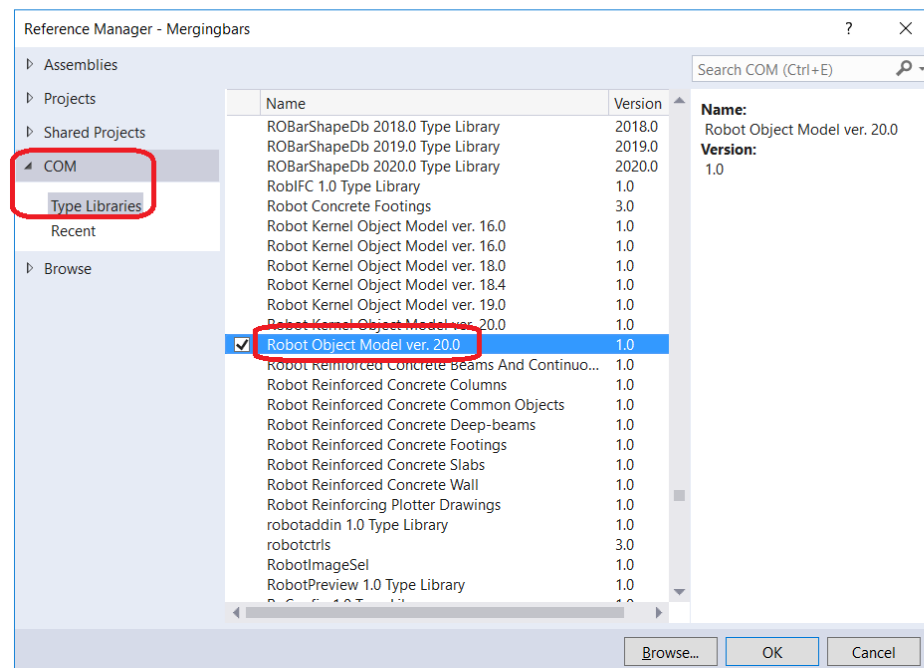 Reference Manager - Mergingbars
?
Assemblies
Projects
Shared Projects
COM
Type Libraries
Recent
Browse
Name Version
ROBarShapeDb 2018.0 Type Library 2018.0
ROBarShapeDb 2019.0 Type Library 2019.0
ROBarShapeDb 2020.0 Type Library 2020.0
RobIFC 1.0 Type Library 1.0
Robot Concrete Footings 3.0
Robot Kernel Object Model ver. 16.0 1.0
Robot Kernel Object Model ver. 16.0 1.0
Robot Kernel Object Model ver. 18.0 1.0
Robot Kernel Object Model ver. 18.4 1.0
Robot Kernel Object Model ver. 19.0 1.0
Robot Kernel Object Model ver. 20.0 1.0
Robot Object Model ver. 20.0 1.0
Robot Reinforced Concrete Beams And Continuo... 1.0
Robot Reinforced Concrete Columns 1.0
Robot Reinforced Concrete Common Objects 1.0
Robot Reinforced Concrete Deep-beams 1.0
Robot Reinforced Concrete Footings 1.0
Robot Reinforced Concrete Slabs 1.0
Robot Reinforced Concrete Wall 1.0
Robot Reinforcing Plotter Drawings 1.0
robotaddin 1.0 Type Library 1.0
robotctrls 3.0
RobotImageSel 1.0
RobotPreview 1.0 Type Library 1.0
Search COM (Ctrl+E)
Name:
Robot Object Model ver. 20.0
Version:
1.0
Browse...
OK
Cancel